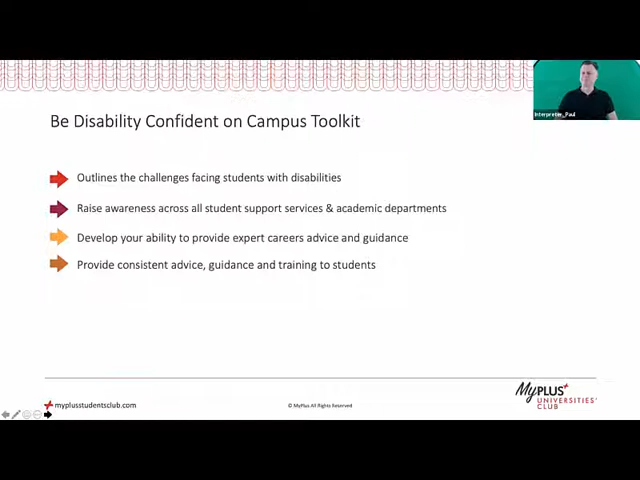 Be Disability Confident on Campus Toolkit
Interpreter_Paul
Outlines the challenges facing students with disabilities
Raise awareness across all student support services & academic departments
Develop your ability to provide expert careers advice and guidance
Provide consistent advice, guidance and training to students
myplusstudentsclub.com
© MyPlus All Rights Reserved
MyPLUS+
UNIVERSITIES'
CLUB